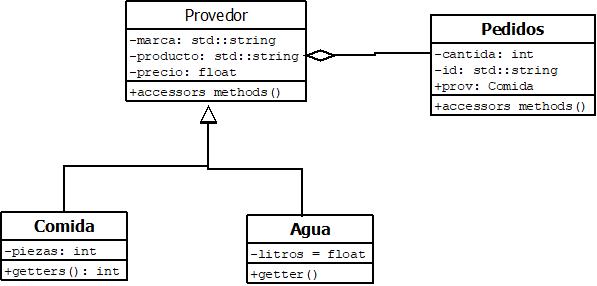 Provedor
-marca: std::string
-producto: std::string
-precio: float
+accessors methods()
Pedidos
-cantida: int
-id: std::string
+prov: Comida
+accessors methods()
Comida
-piezas: int
+getters(): int
Agua
-litros = float
+getter()